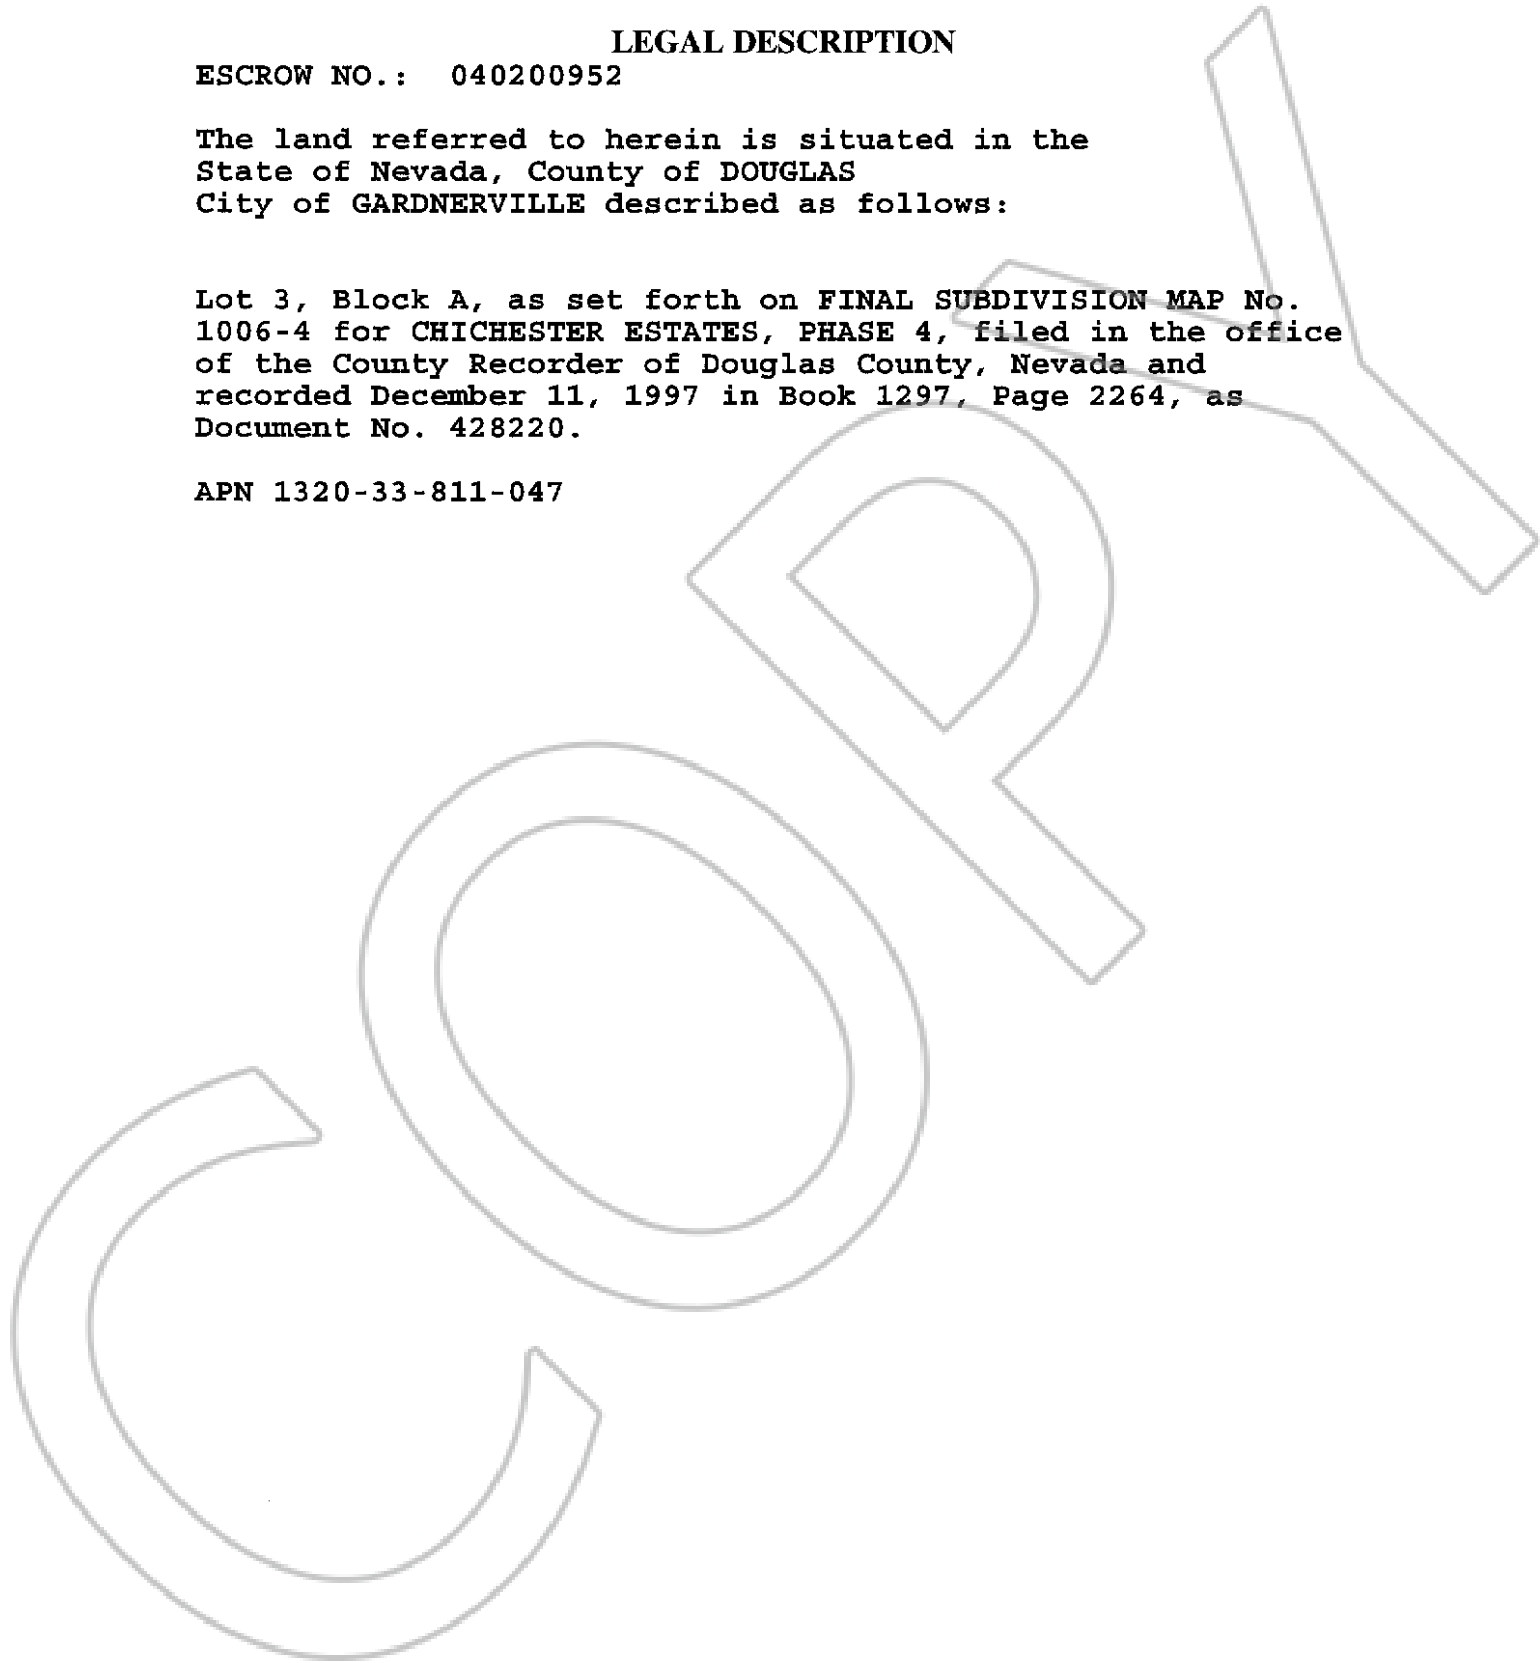 LEGAL DESCRIPTION
ESCROW NO.: 040200952
The land referred to herein is situated in the
State of Nevada, County of DOUGLAS
City of GARDNERVILLE described as follows:
Lot 3, Block A, as set forth on FINAL SUBDIVISION MAP No.
1006-4 for CHICHESTER ESTATES, PHASE 4, filed in the office
of the County Recorder of Douglas County, Nevada and
recorded December 11, 1997 in Book 1297, Page 2264, as
Document No. 428220.
APN 1320-33-811-047
COPY